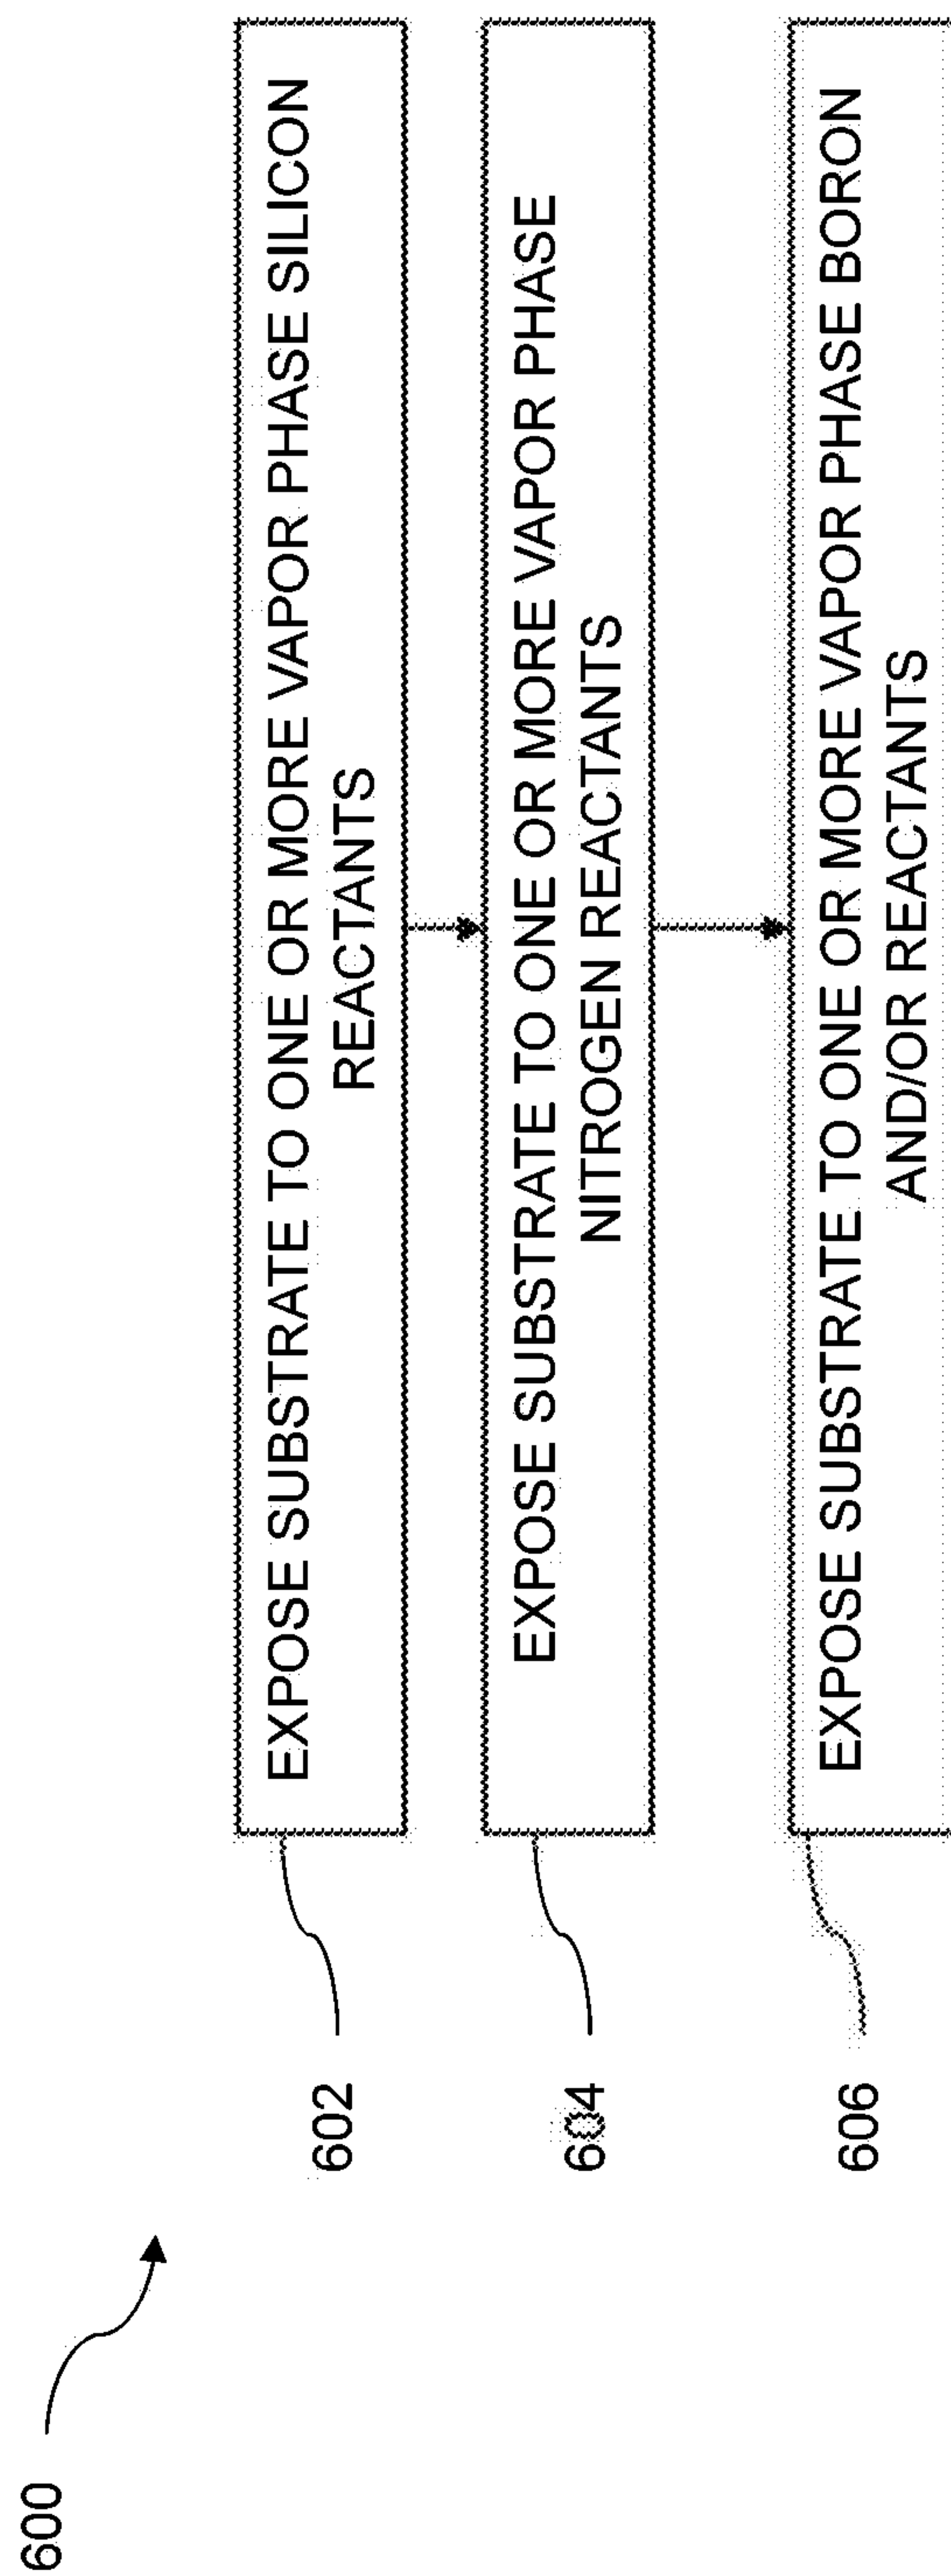 600
602
EXPOSE SUBSTRATE TO ONE OR MORE VAPOR PHASE SILICON
REACTANTS
604
EXPOSE SUBSTRATE TO ONE OR MORE VAPOR PHASE
NITROGEN REACTANTS
606
EXPOSE SUBSTRATE TO ONE OR MORE VAPOR PHASE BORON
AND/OR REACTANTS